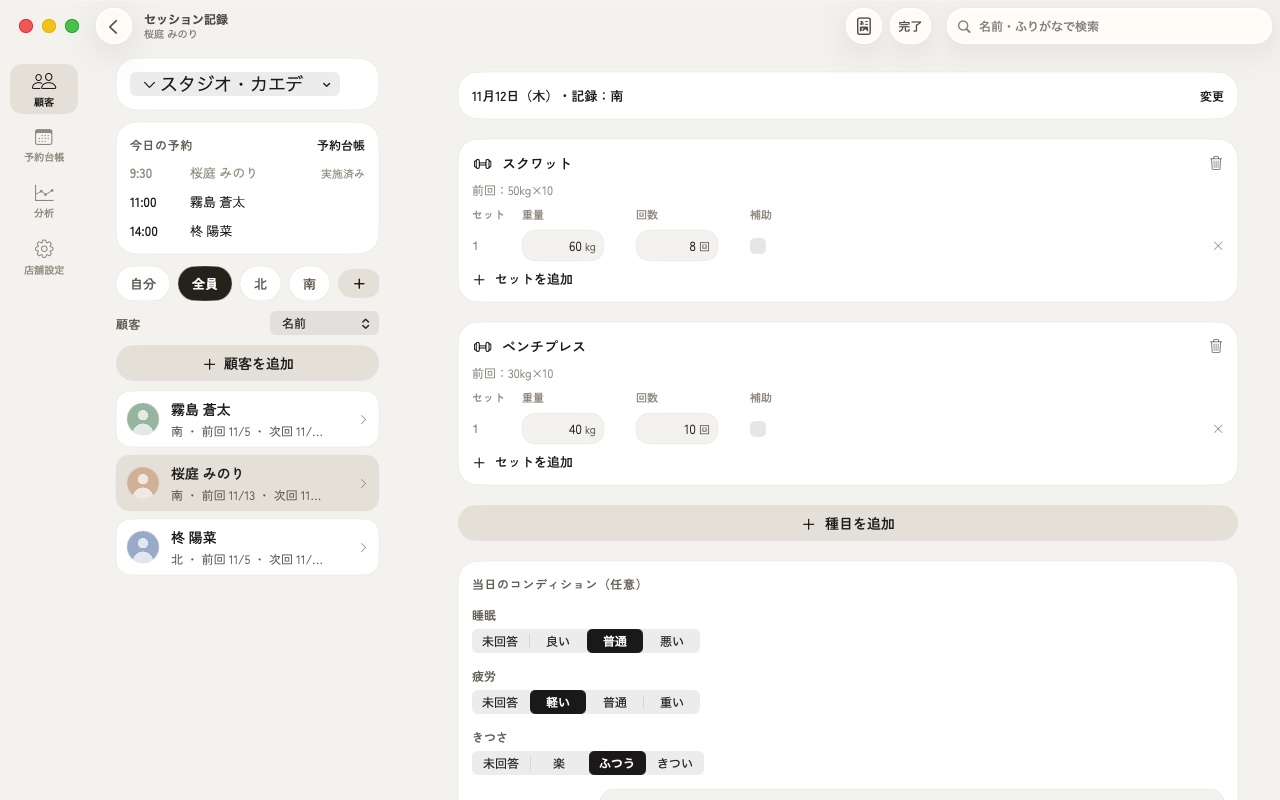 セッション記録
桜庭 みのり
完了
名前・ふりがなで検索
顧客
予約台帳
分析
店舗設定
スタジオ・カエデ
今日の予約 予約台帳
9:30 桜庭 みのり 実施済み
11:00 霧島 蒼太
14:00 柊 陽菜
自分 全員 北 南
顧客 名前
顧客を追加
霧島 蒼太
南 ・ 前回 11/5 ・ 次回 11/...
桜庭 みのり
南 ・ 前回 11/13 ・ 次回 11...
柊 陽菜
北 ・ 前回 11/5 ・ 次回 11/...
11月12日（木）・記録：南 変更
スクワット
前回：50kg×10
セット 重量 回数 補助
1 60 kg 8 回
セットを追加
ベンチプレス
前回：30kg×10
セット 重量 回数 補助
1 40 kg 10 回
セットを追加
種目を追加
当日のコンディション（任意）
睡眠
未回答 良い 普通 悪い
疲労
未回答 軽い 普通 重い
きつさ
未回答 楽 ふつう きつい